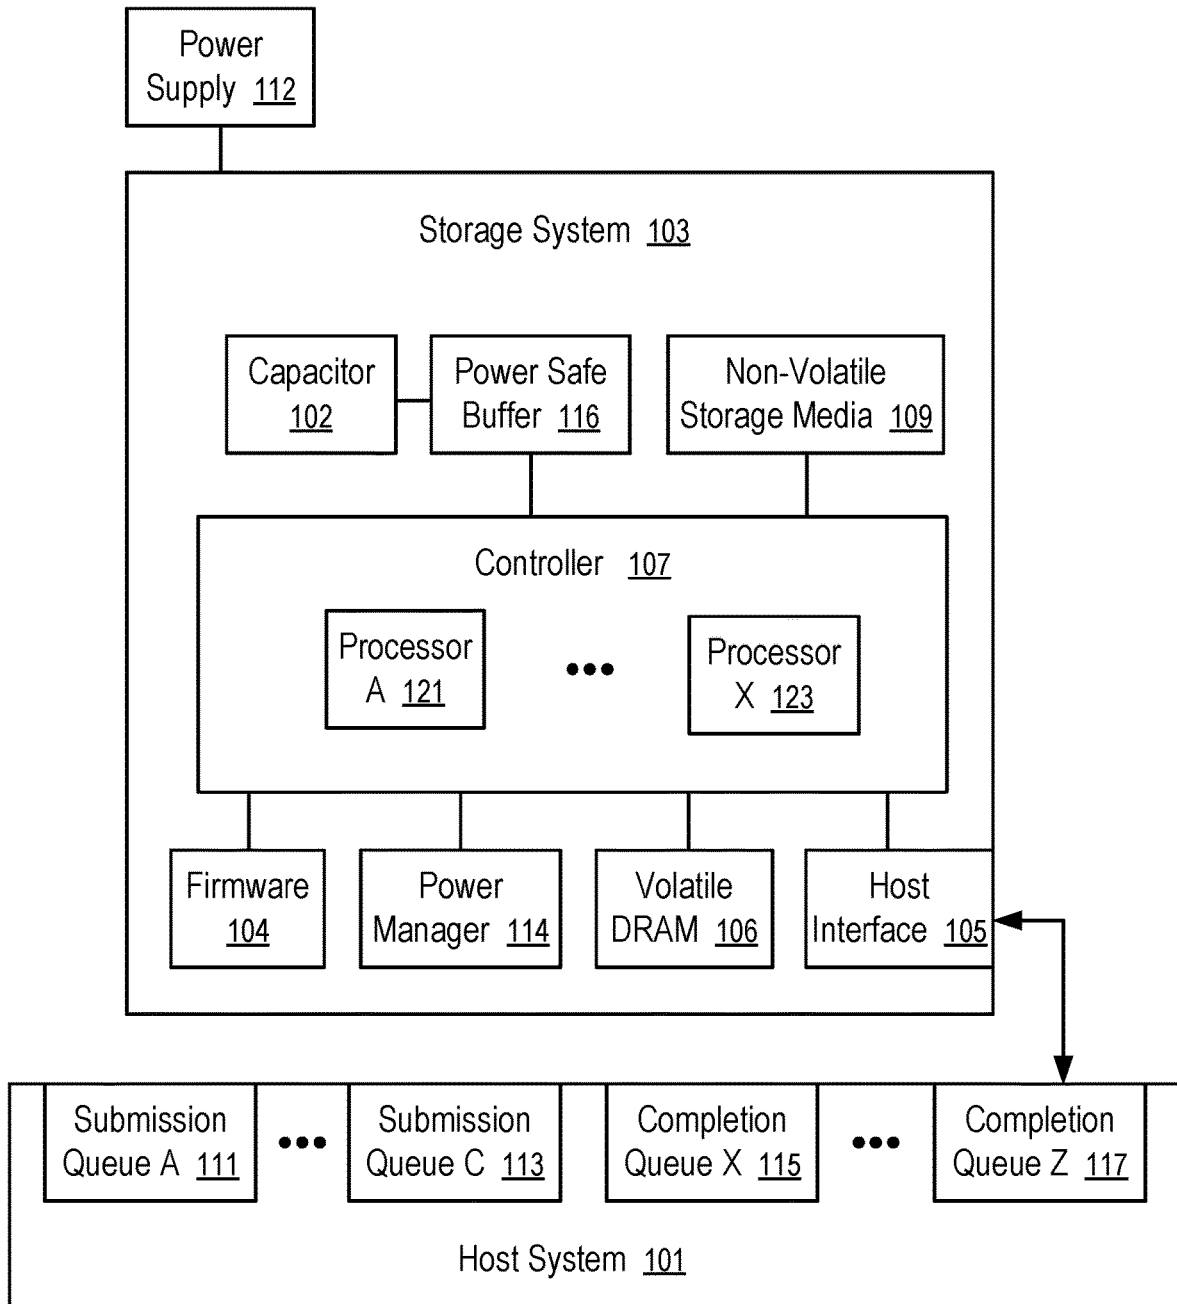 Power
Supply 112
Storage System 103
Capacitor
102
Power Safe
Buffer 116
Non-Volatile
Storage Media 109
Controller 107
Processor
A 121
Processor
X 123
Firmware
104
Power
Manager 114
Volatile
DRAM 106
Host
Interface 105
Submission
Queue A 111
Submission
Queue C 113
Completion
Queue X 115
Completion
Queue Z 117
Host System 101